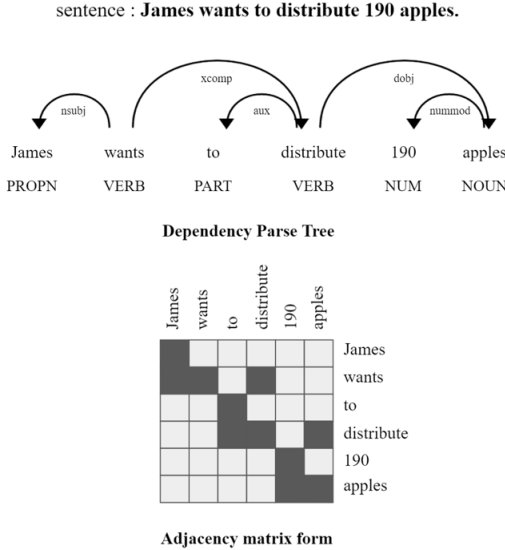 sentence : James wants to distribute 190 apples.
xcomp dobj
nsubj aux nummod
James wants to distribute 190 apples
PROPN VERB PART VERB NUM NOUN
Dependency Parse Tree
James wants to distribute 190 apples
James
wants
to
distribute
190
apples
Adjacency matrix form